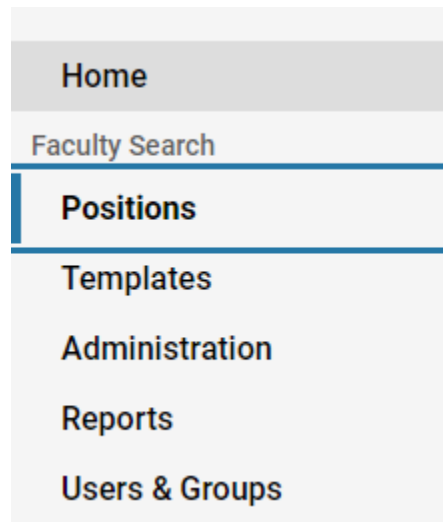 Home
Faculty Search
Positions
Templates
Administration
Reports
Users & Groups